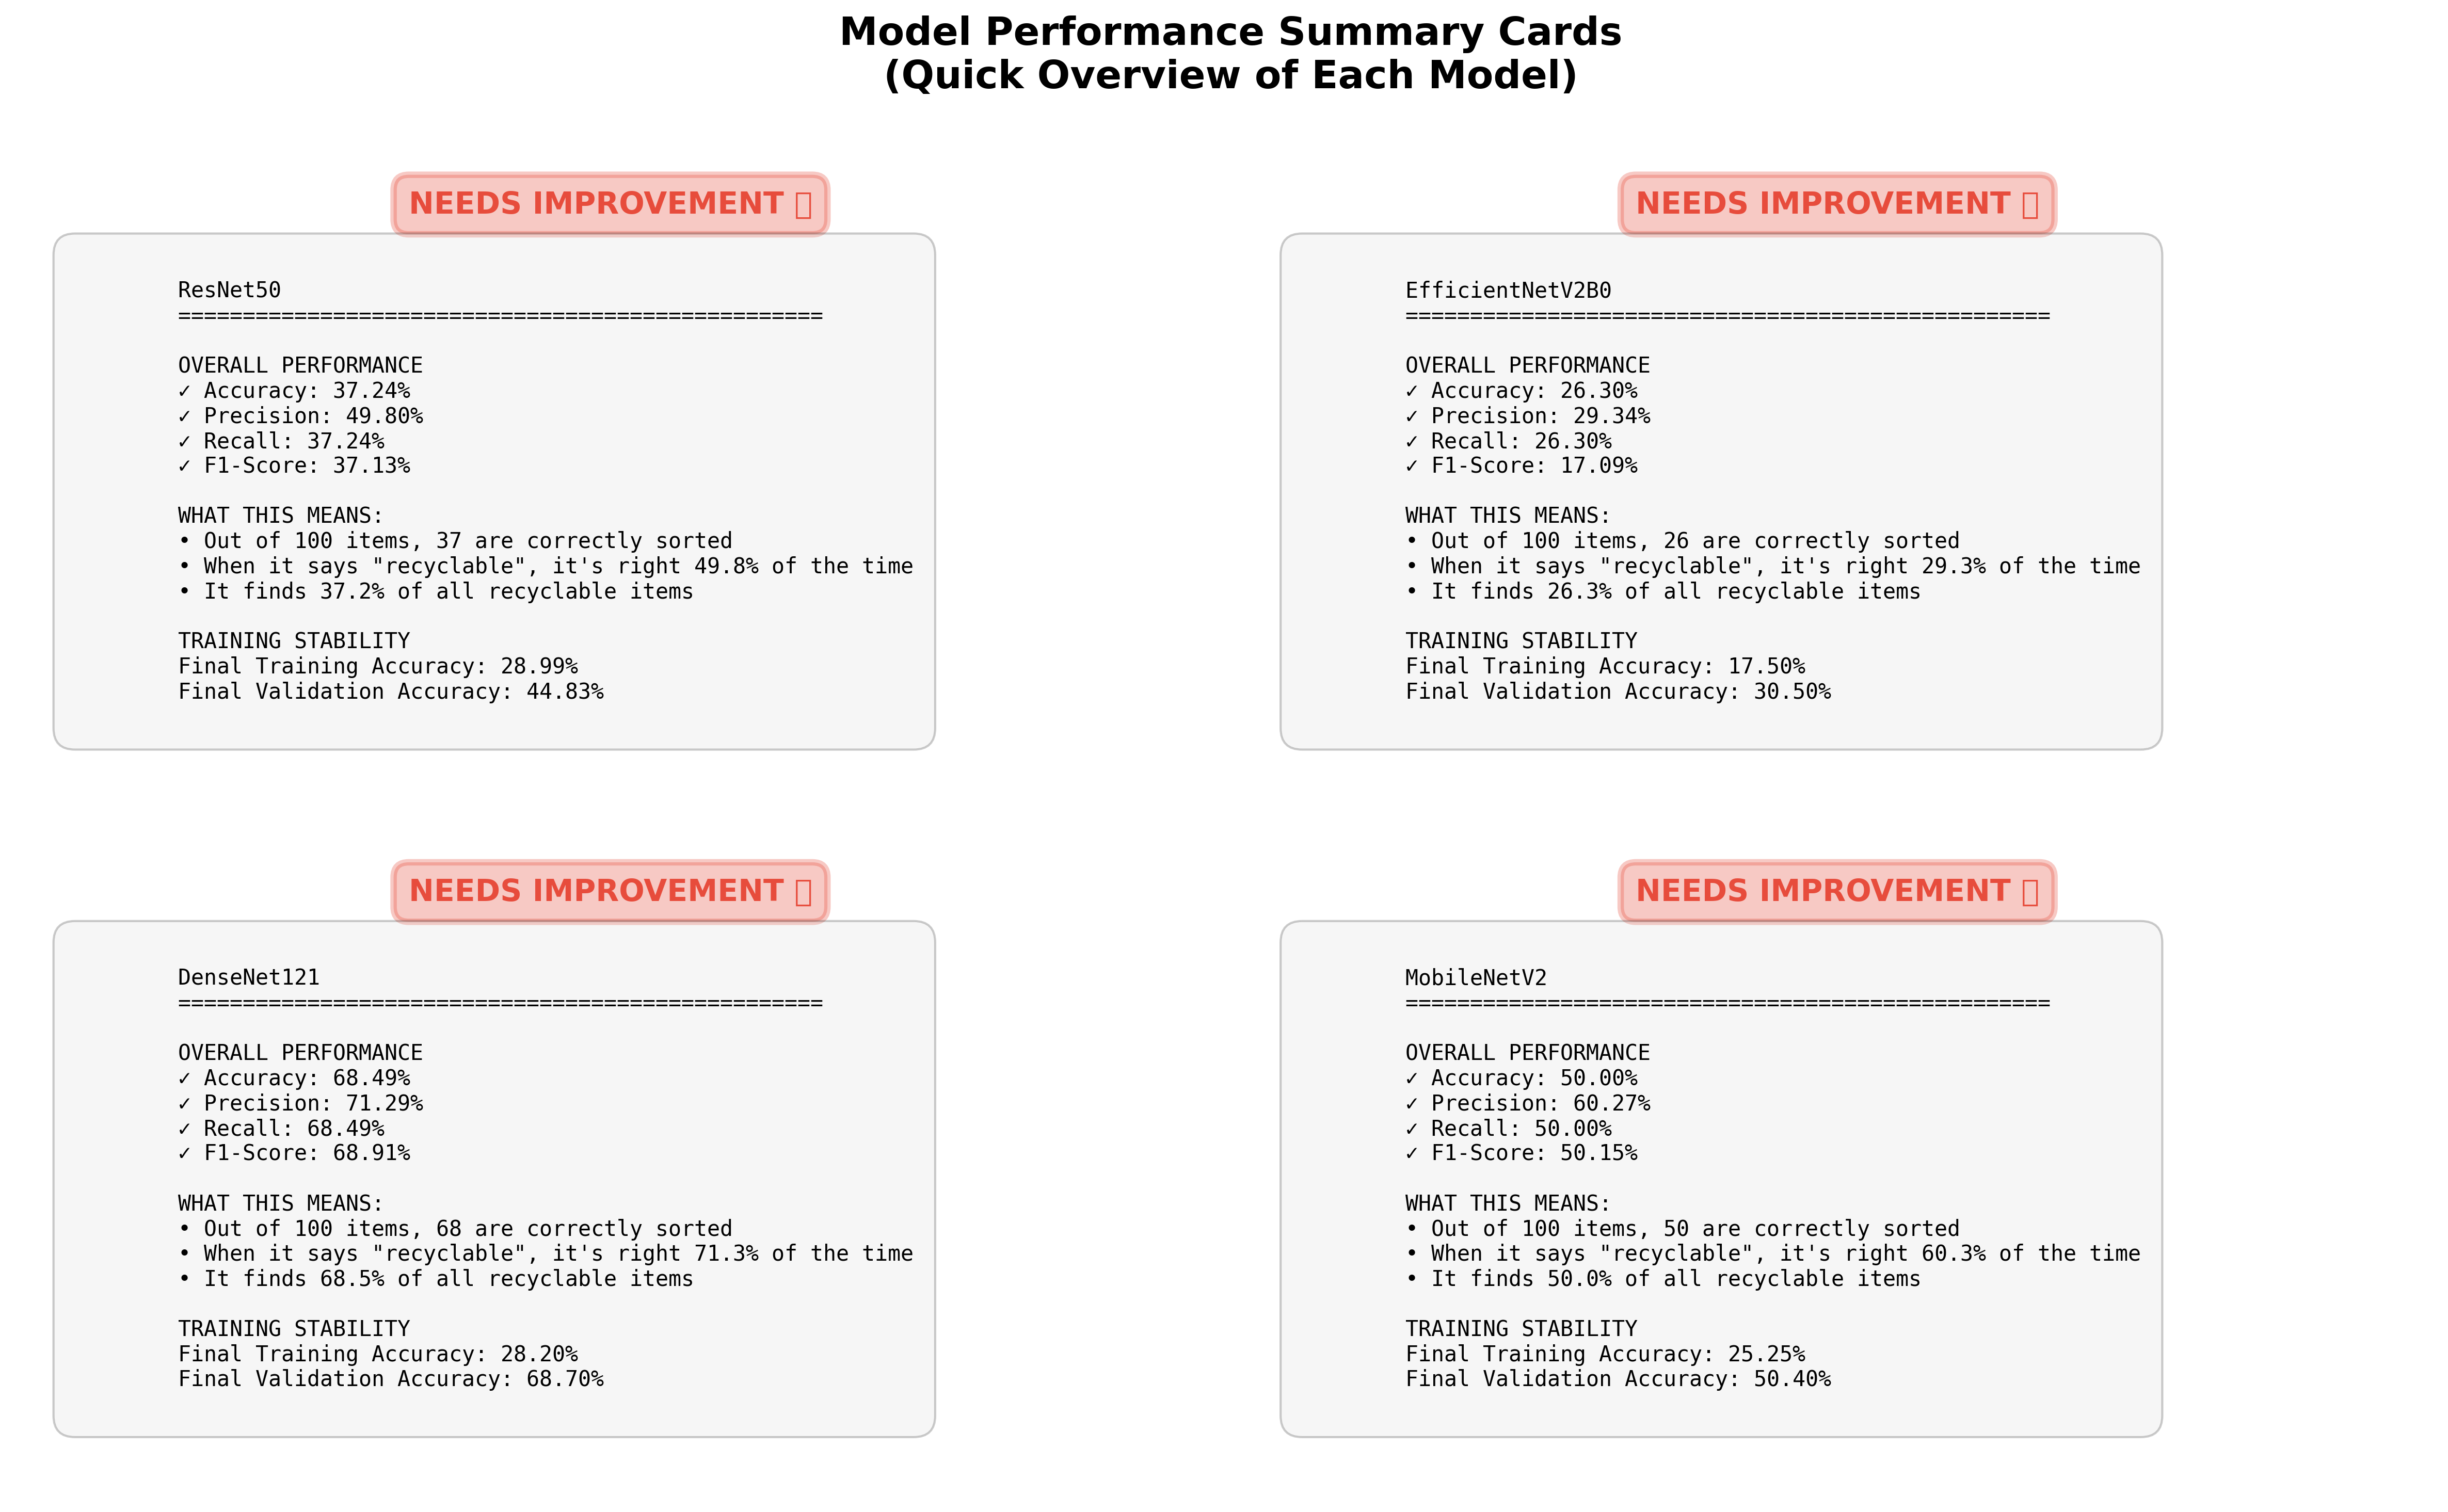 Model Performance Summary Cards
(Quick Overview of Each Model)
NEEDS IMPROVEMENT
ResNet50
==================================================
OVERALL PERFORMANCE
✓ Accuracy: 37.24%
✓ Precision: 49.80%
✓ Recall: 37.24%
✓ F1-Score: 37.13%
WHAT THIS MEANS:
• Out of 100 items, 37 are correctly sorted
• When it says "recyclable", it's right 49.8% of the time
• It finds 37.2% of all recyclable items
TRAINING STABILITY
Final Training Accuracy: 28.99%
Final Validation Accuracy: 44.83%
NEEDS IMPROVEMENT
EfficientNetV2B0
==================================================
OVERALL PERFORMANCE
✓ Accuracy: 26.30%
✓ Precision: 29.34%
✓ Recall: 26.30%
✓ F1-Score: 17.09%
WHAT THIS MEANS:
• Out of 100 items, 26 are correctly sorted
• When it says "recyclable", it's right 29.3% of the time
• It finds 26.3% of all recyclable items
TRAINING STABILITY
Final Training Accuracy: 17.50%
Final Validation Accuracy: 30.50%
NEEDS IMPROVEMENT
DenseNet121
==================================================
OVERALL PERFORMANCE
✓ Accuracy: 68.49%
✓ Precision: 71.29%
✓ Recall: 68.49%
✓ F1-Score: 68.91%
WHAT THIS MEANS:
• Out of 100 items, 68 are correctly sorted
• When it says "recyclable", it's right 71.3% of the time
• It finds 68.5% of all recyclable items
TRAINING STABILITY
Final Training Accuracy: 28.20%
Final Validation Accuracy: 68.70%
NEEDS IMPROVEMENT
MobileNetV2
==================================================
OVERALL PERFORMANCE
✓ Accuracy: 50.00%
✓ Precision: 60.27%
✓ Recall: 50.00%
✓ F1-Score: 50.15%
WHAT THIS MEANS:
• Out of 100 items, 50 are correctly sorted
• When it says "recyclable", it's right 60.3% of the time
• It finds 50.0% of all recyclable items
TRAINING STABILITY
Final Training Accuracy: 25.25%
Final Validation Accuracy: 50.40%